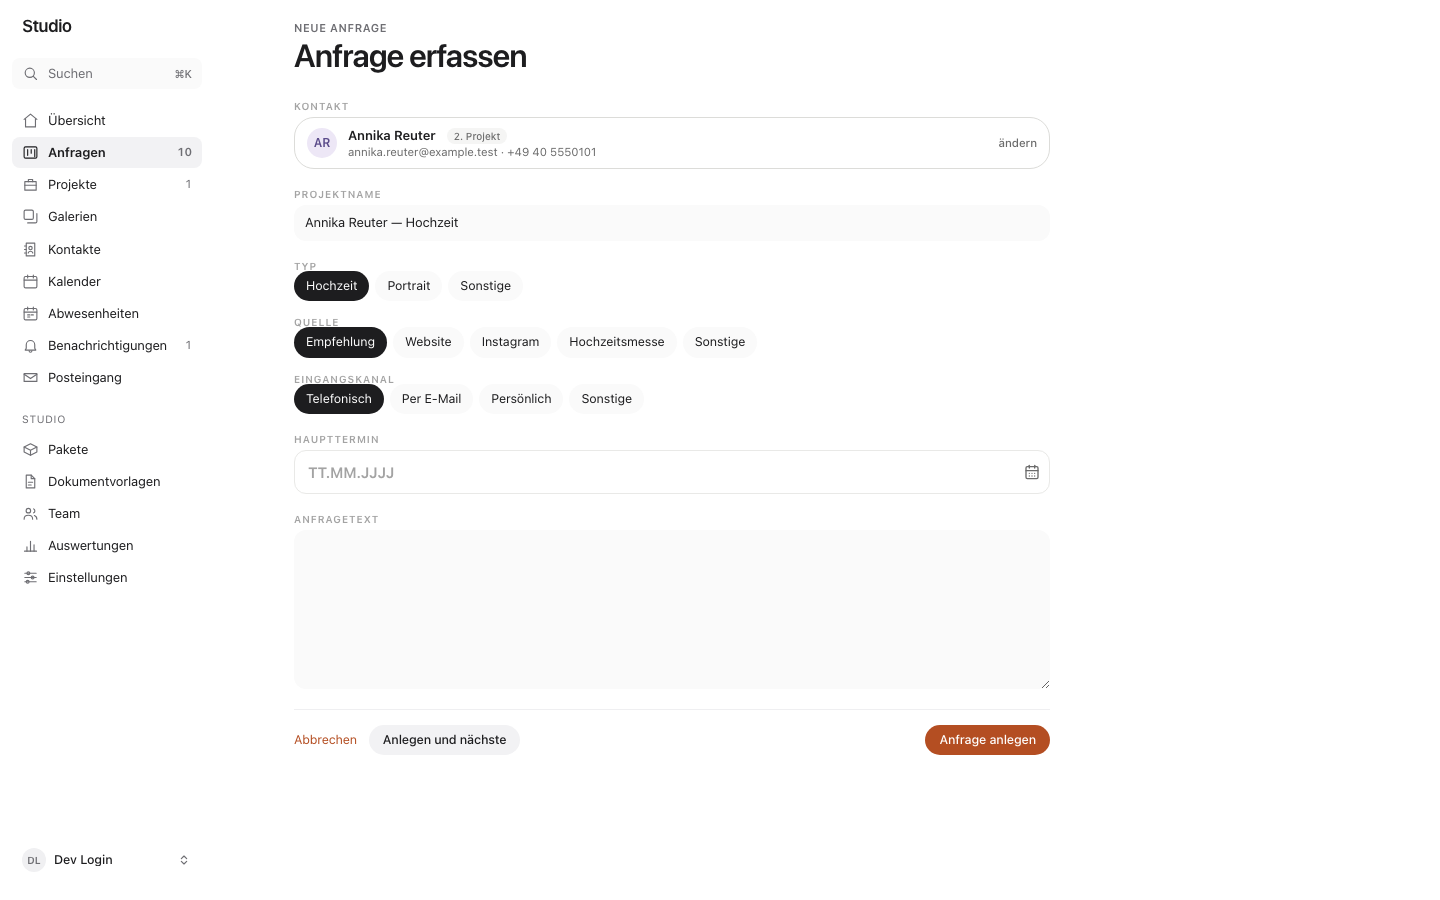 Studio
Suchen ⌘K
Übersicht
Anfragen 10
Projekte 1
Galerien
Kontakte
Kalender
Abwesenheiten
Benachrichtigungen 1
Posteingang
STUDIO
Pakete
Dokumentvorlagen
Team
Auswertungen
Einstellungen
DL Dev Login
NEUE ANFRAGE
Anfrage erfassen
KONTAKT
AR Annika Reuter 2. Projekt
annika.reuter@example.test · +49 40 5550101
ändern
PROJEKTNAME
Annika Reuter — Hochzeit
TYP
Hochzeit Portrait Sonstige
QUELLE
Empfehlung Website Instagram Hochzeitsmesse Sonstige
EINGANGSKANAL
Telefonisch Per E-Mail Persönlich Sonstige
HAUPTTERMIN
TT.MM.JJJJ
ANFRAGETEXT
Abbrechen Anlegen und nächste Anfrage anlegen